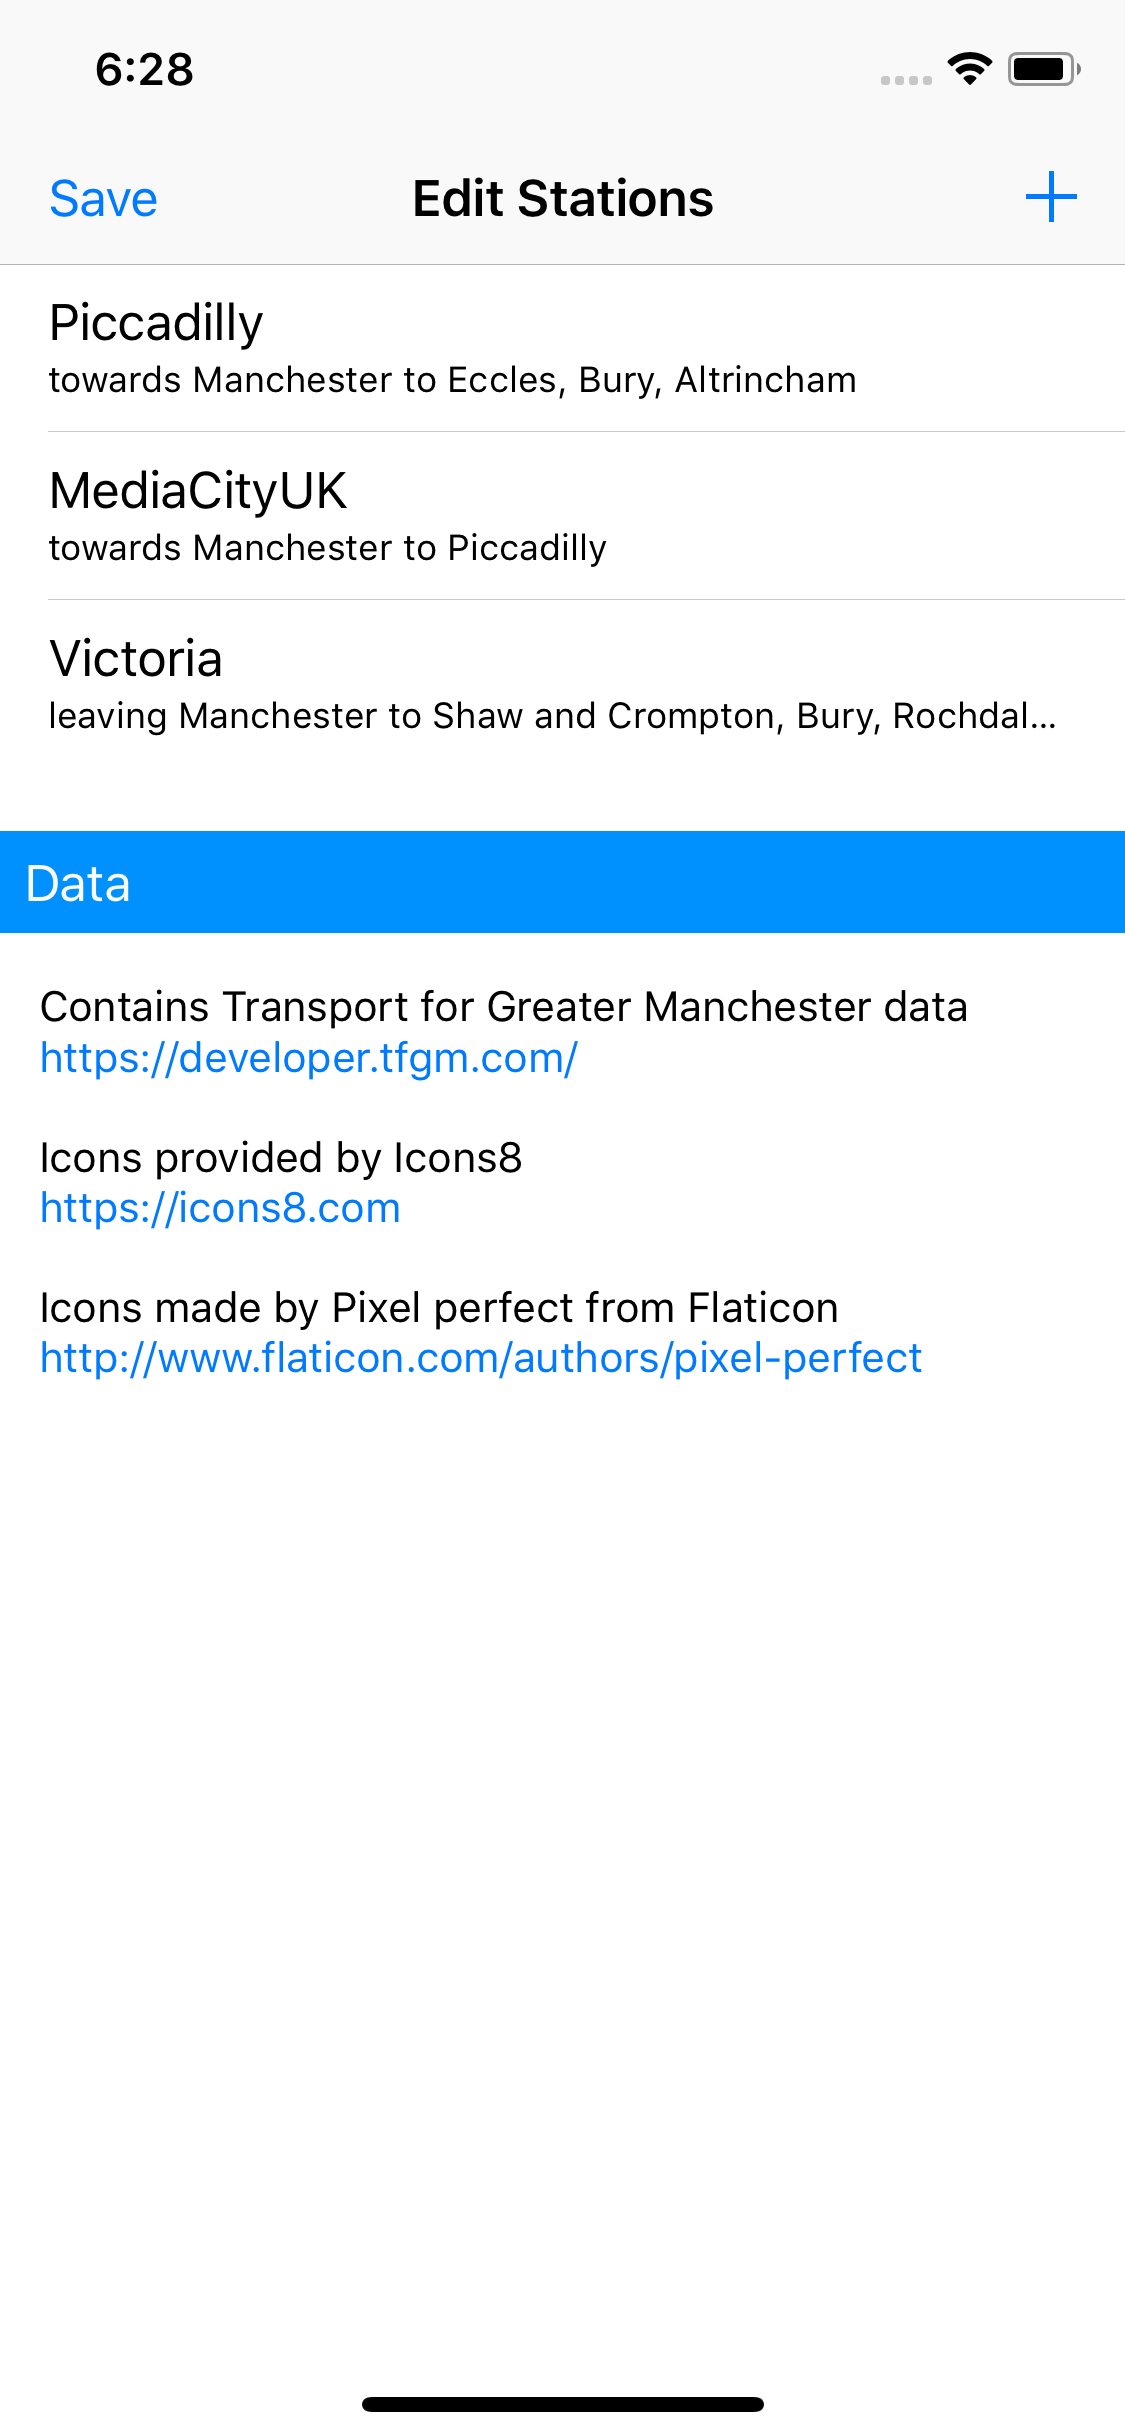 6:28
Save
Edit Stations
Piccadilly
towards Manchester to Eccles, Bury, Altrincham
MediaCityUK
towards Manchester to Piccadilly
Victoria
leaving Manchester to Shaw and Crompton, Bury, Rochdal...
Data
Contains Transport for Greater Manchester data
https://developer.tfgm.com/
Icons provided by Icons8
https://icons8.com
Icons made by Pixel perfect from Flaticon
http://www.flaticon.com/authors/pixel-perfect